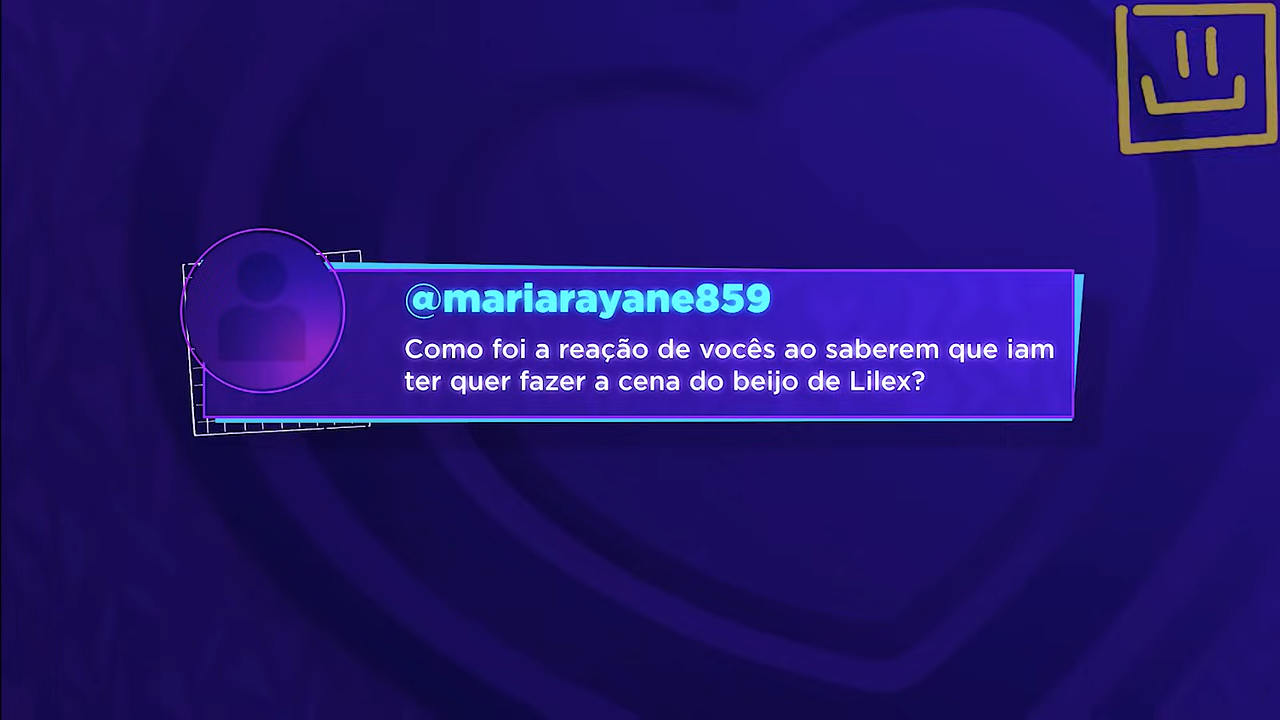 @mariarayane859
Como foi a reação de vocês ao saberem que iam
ter quer fazer a cena do beijo de Lilex?